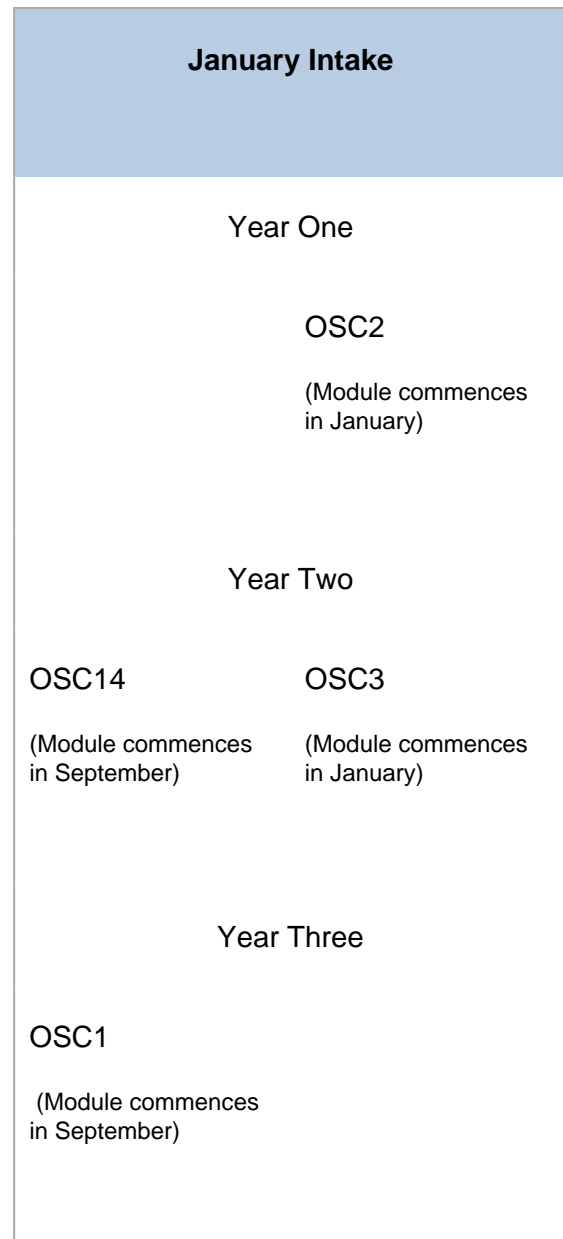 January Intake
Year One
OSC2
(Module commences
in January)
Year Two
OSC14
(Module commences
in September)
OSC3
(Module commences
in January)
Year Three
OSC1
(Module commences
in September)